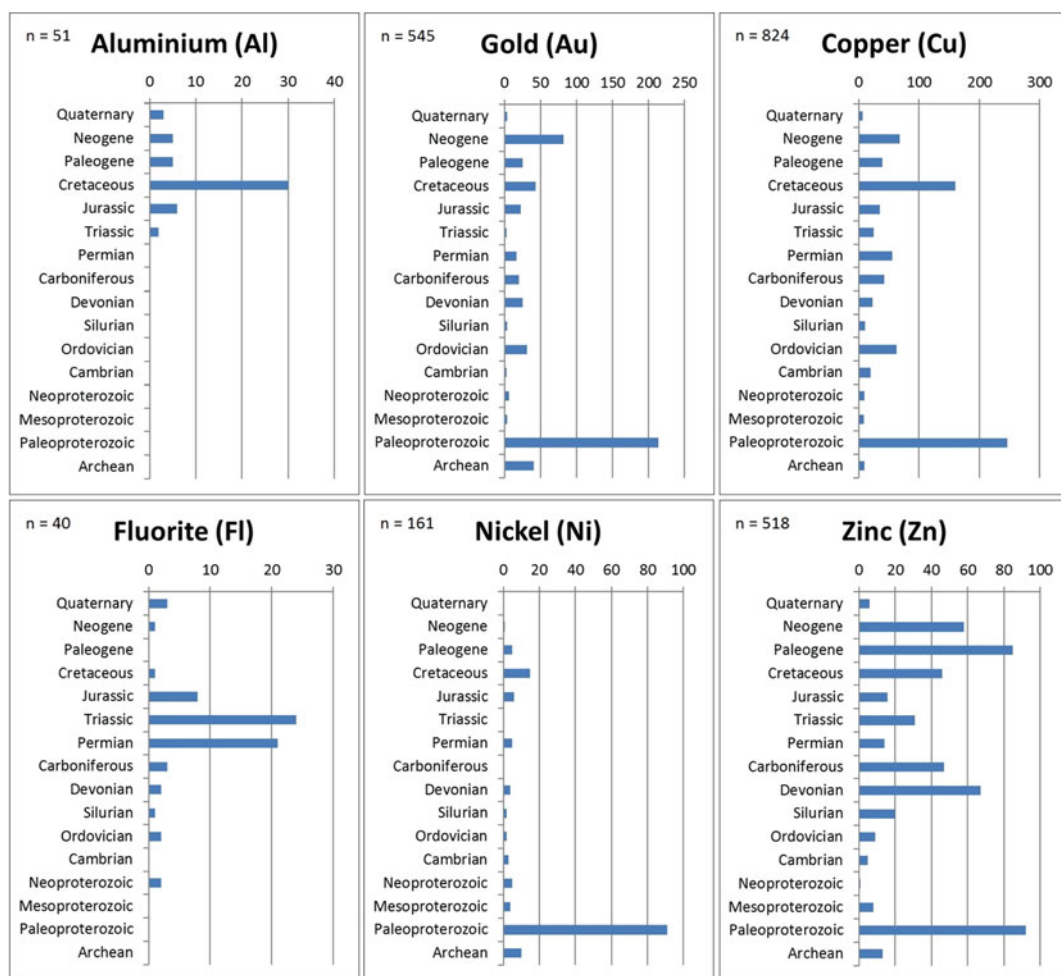 n = 51
Aluminium (Al)
0 10 20 30 40
Quaternary
Neogene
Paleogene
Cretaceous
Jurassic
Triassic
Permian
Carboniferous
Devonian
Silurian
Ordovician
Cambrian
Neoproterozoic
Mesoproterozoic
Paleoproterozoic
Archean
n = 545
Gold (Au)
0 50 100 150 200 250
Quaternary
Neogene
Paleogene
Cretaceous
Jurassic
Triassic
Permian
Carboniferous
Devonian
Silurian
Ordovician
Cambrian
Neoproterozoic
Mesoproterozoic
Paleoproterozoic
Archean
n = 824
Copper (Cu)
0 100 200 300
Quaternary
Neogene
Paleogene
Cretaceous
Jurassic
Triassic
Permian
Carboniferous
Devonian
Silurian
Ordovician
Cambrian
Neoproterozoic
Mesoproterozoic
Paleoproterozoic
Archean
n = 40
Fluorite (Fl)
0 10 20 30
Quaternary
Neogene
Paleogene
Cretaceous
Jurassic
Triassic
Permian
Carboniferous
Devonian
Silurian
Ordovician
Cambrian
Neoproterozoic
Mesoproterozoic
Paleoproterozoic
Archean
n = 161
Nickel (Ni)
0 20 40 60 80 100
Quaternary
Neogene
Paleogene
Cretaceous
Jurassic
Triassic
Permian
Carboniferous
Devonian
Silurian
Ordovician
Cambrian
Neoproterozoic
Mesoproterozoic
Paleoproterozoic
Archean
n = 518
Zinc (Zn)
0 20 40 60 80 100
Quaternary
Neogene
Paleogene
Cretaceous
Jurassic
Triassic
Permian
Carboniferous
Devonian
Silurian
Ordovician
Cambrian
Neoproterozoic
Mesoproterozoic
Paleoproterozoic
Archean